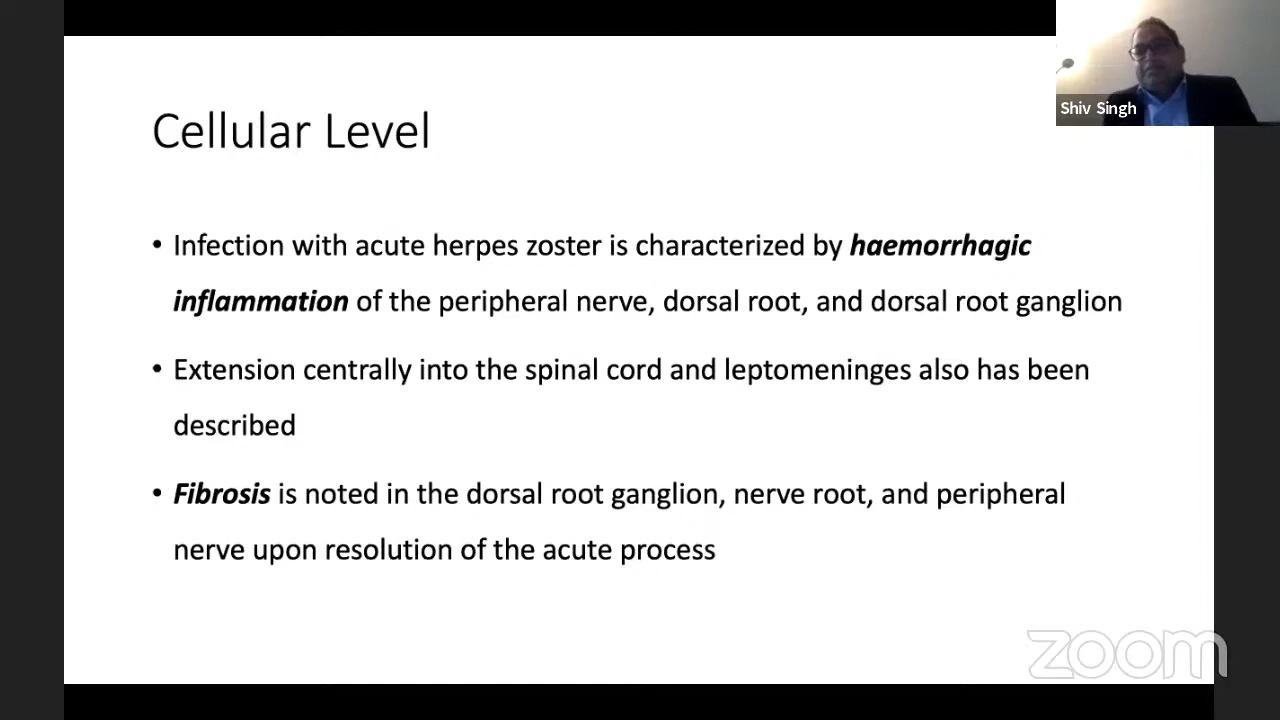 Shiv Singh
Cellular Level
• Infection with acute herpes zoster is characterized by haemorrhagic
inflammation of the peripheral nerve, dorsal root, and dorsal root ganglion
• Extension centrally into the spinal cord and leptomeninges also has been
described
• Fibrosis is noted in the dorsal root ganglion, nerve root, and peripheral
nerve upon resolution of the acute process
zoom